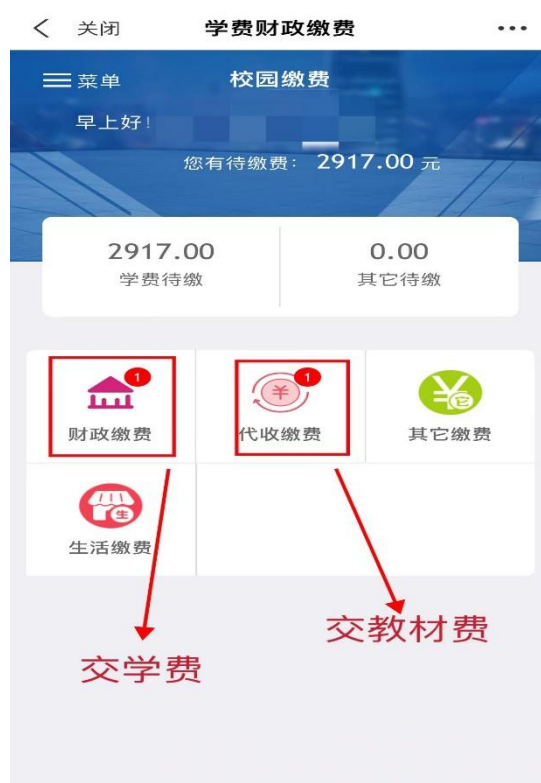 关闭 学费财政缴费
菜单 校园缴费
早上好!
您有待缴费: 2917.00 元
2917.00 0.00
学费待缴 其它待缴
1 ¥ 1 ¥ 它
财政缴费 代收缴费 其它缴费
生
生活缴费
交教材费
交学费